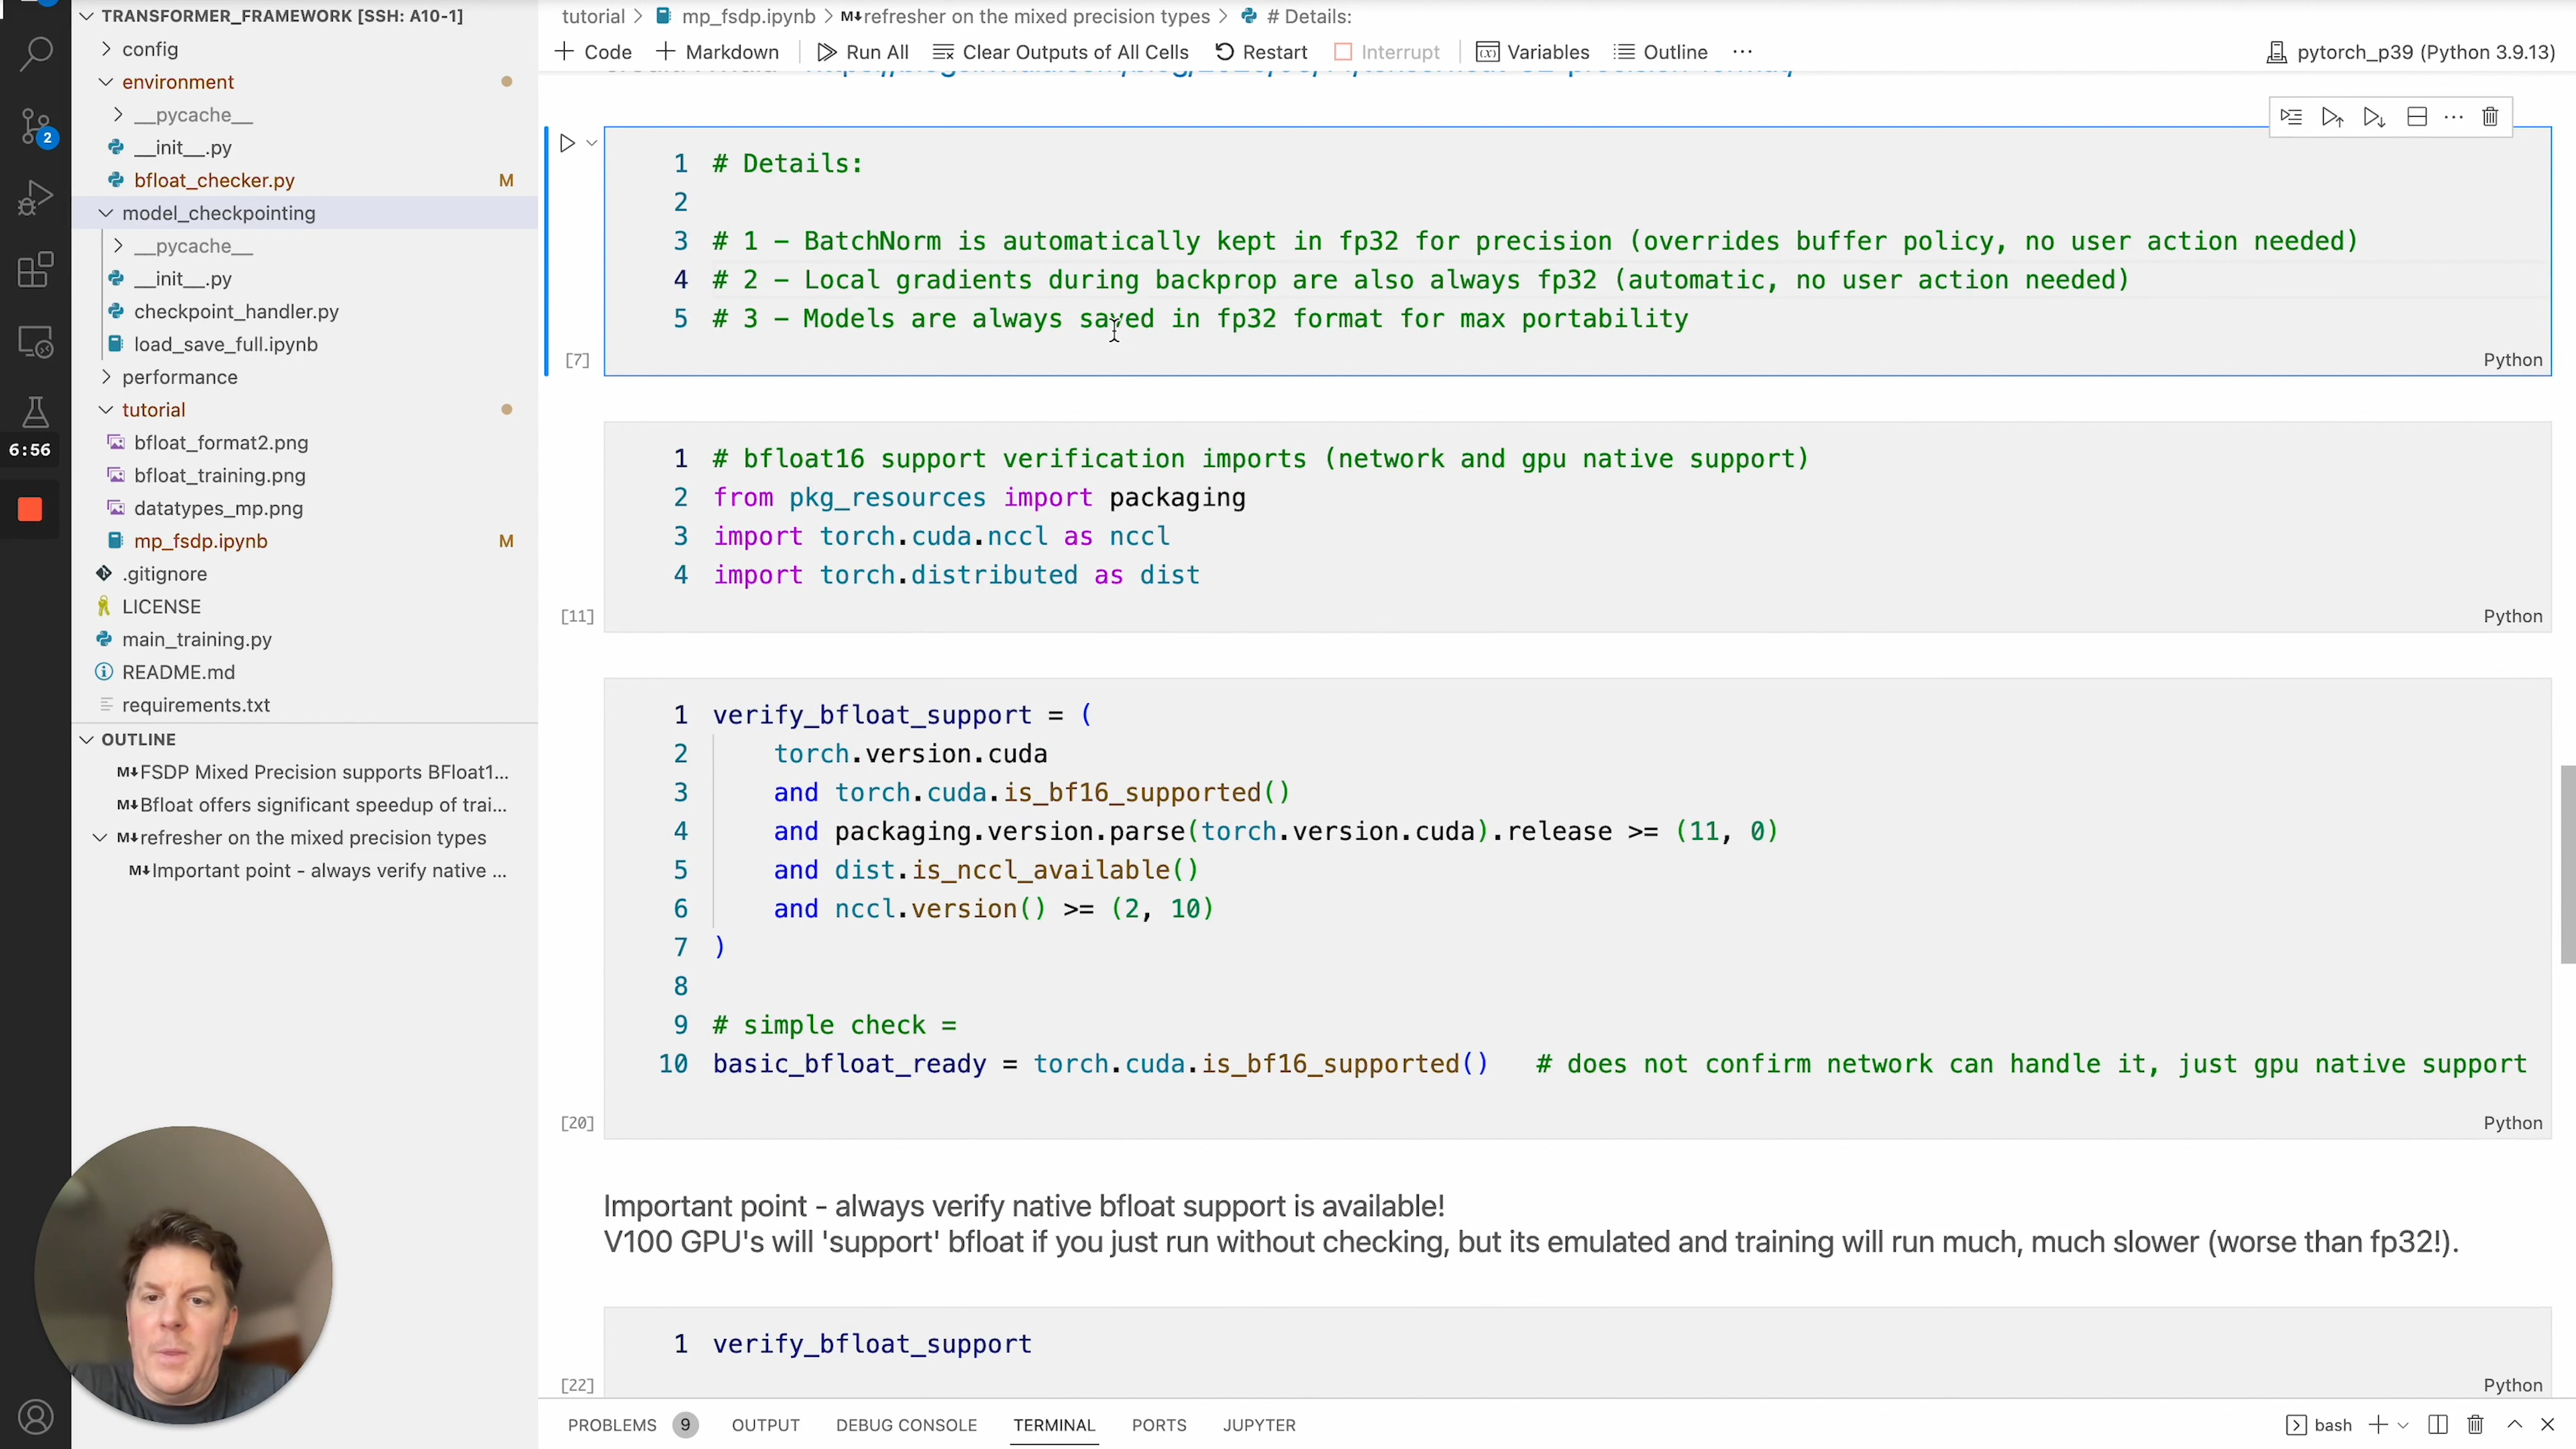 TRANSFORMER_FRAMEWORK [SSH: A10-1]
config
environment
__pycache__
__init__.py
bfloat_checker.py M
model_checkpointing
__pycache__
__init__.py
checkpoint_handler.py
load_save_full.ipynb
performance
tutorial
bfloat_format2.png
bfloat_training.png
datatypes_mp.png
mp_fsdp.ipynb M
.gitignore
LICENSE
main_training.py
README.md
requirements.txt
OUTLINE
M↓FSDP Mixed Precision supports BFloat1...
M↓Bfloat offers significant speedup of trai...
M↓refresher on the mixed precision types
M↓Important point - always verify native ...
2
6:56
tutorial > mp_fsdp.ipynb > M↓refresher on the mixed precision types > # Details:
+ Code + Markdown Run All Clear Outputs of All Cells Restart Interrupt Variables Outline ... pytorch_p39 (Python 3.9.13)
1 # Details:
2
3 # 1 – BatchNorm is automatically kept in fp32 for precision (overrides buffer policy, no user action needed)
4 # 2 – Local gradients during backprop are also always fp32 (automatic, no user action needed)
5 # 3 – Models are always saved in fp32 format for max portability
[7] Python
1 # bfloat16 support verification imports (network and gpu native support)
2 from pkg_resources import packaging
3 import torch.cuda.nccl as nccl
4 import torch.distributed as dist
[11] Python
1 verify_bfloat_support = (
2 torch.version.cuda
3 and torch.cuda.is_bf16_supported()
4 and packaging.version.parse(torch.version.cuda).release >= (11, 0)
5 and dist.is_nccl_available()
6 and nccl.version() >= (2, 10)
7 )
8
9 # simple check =
10 basic_bfloat_ready = torch.cuda.is_bf16_supported() # does not confirm network can handle it, just gpu native support
[20] Python
Important point - always verify native bfloat support is available!
V100 GPU's will 'support' bfloat if you just run without checking, but its emulated and training will run much, much slower (worse than fp32!).
1 verify_bfloat_support
[22] Python
PROBLEMS 9 OUTPUT DEBUG CONSOLE TERMINAL PORTS JUPYTER bash